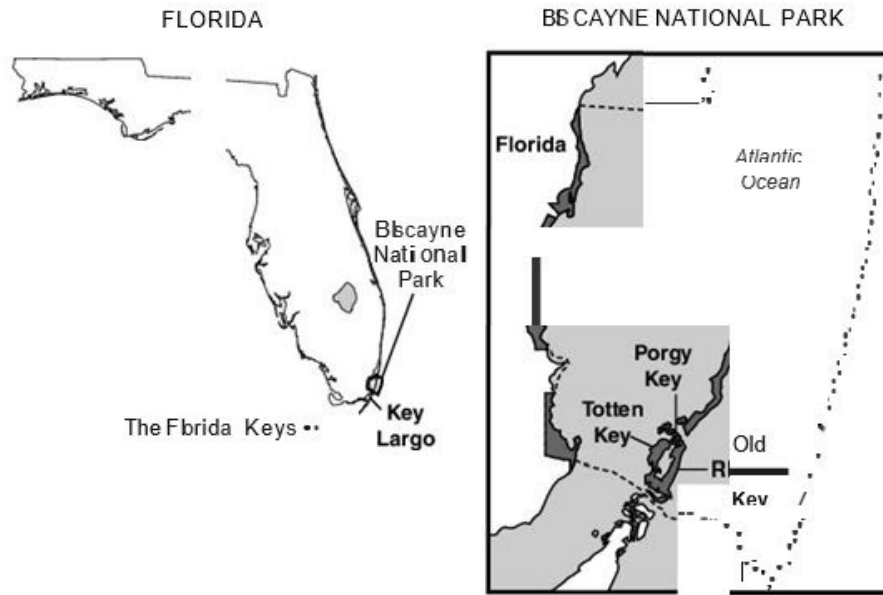 FLORIDA
BISCAYNE NATIONAL PARK
Biscayne
National
Park
Key
Largo
The Florida Keys
Florida
Atlantic
Ocean
Porgy
Key
Totten
Key
Old
Key